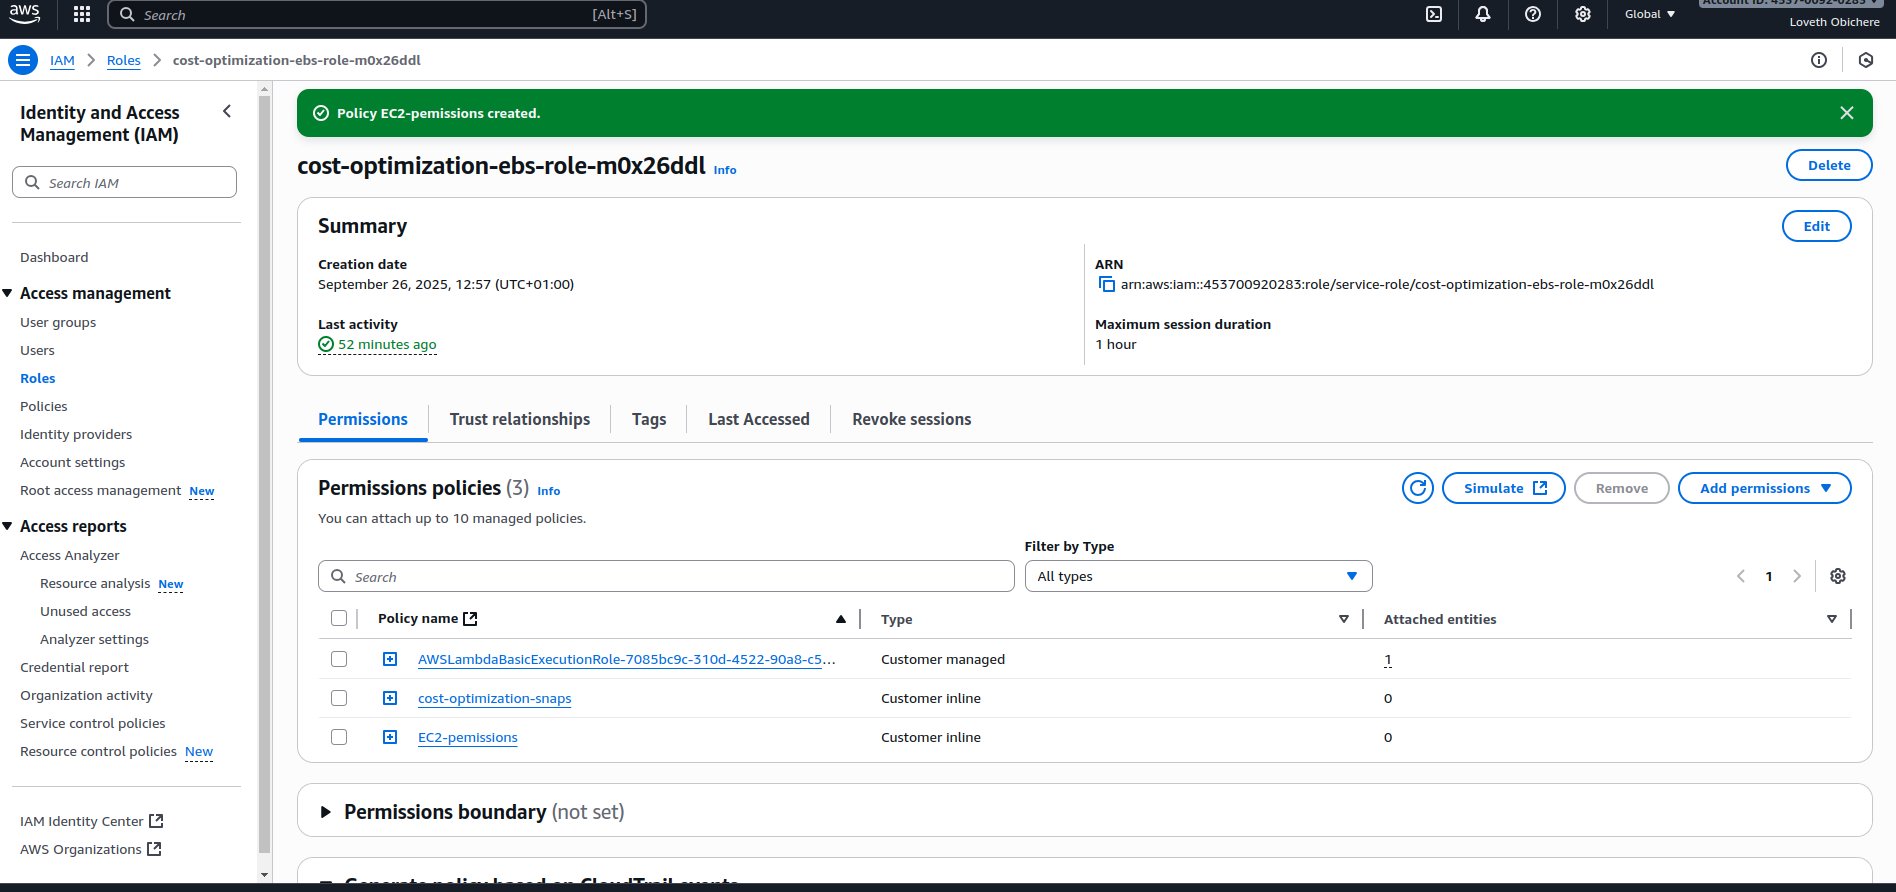 aws
Search [Alt+S]
Global
Account ID: 4537-0092-0283
Loveth Obichere
IAM > Roles > cost-optimization-ebs-role-m0x26ddl
Identity and Access Management (IAM)
Search IAM
Dashboard
Access management
User groups
Users
Roles
Policies
Identity providers
Account settings
Root access management New
Access reports
Access Analyzer
Resource analysis New
Unused access
Analyzer settings
Credential report
Organization activity
Service control policies
Resource control policies New
IAM Identity Center
AWS Organizations
Policy EC2-pemissions created.
cost-optimization-ebs-role-m0x26ddl Info
Delete
Summary
Edit
Creation date
September 26, 2025, 12:57 (UTC+01:00)
ARN
arn:aws:iam::453700920283:role/service-role/cost-optimization-ebs-role-m0x26ddl
Last activity
52 minutes ago
Maximum session duration
1 hour
Permissions Trust relationships Tags Last Accessed Revoke sessions
Permissions policies (3) Info
Simulate Remove Add permissions
You can attach up to 10 managed policies.
Filter by Type
Search All types 1
Policy name Type Attached entities
AWSLambdaBasicExecutionRole-7085bc9c-310d-4522-90a8-c5... Customer managed 1
cost-optimization-snaps Customer inline 0
EC2-pemissions Customer inline 0
Permissions boundary (not set)
Generate policy based on CloudTrail events